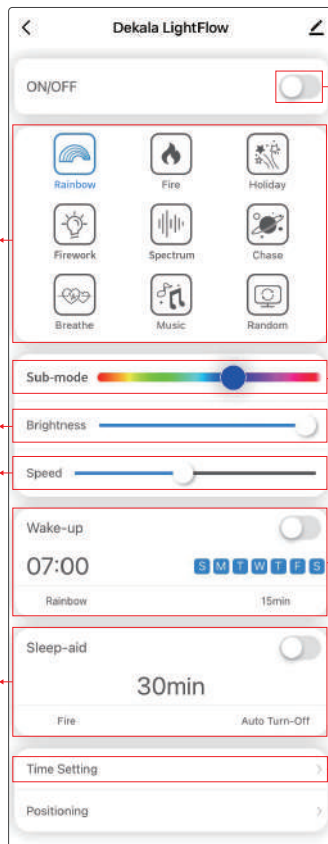 Dekala LightFlow
ON/OFF
Rainbow Fire Holiday
Firework Spectrum Chase
Breathe Music Random
Sub-mode
Brightness
Speed
Wake-up
07:00 S M T W T F S
Rainbow 15min
Sleep-aid
30min
Fire Auto Turn-Off
Time Setting
Positioning